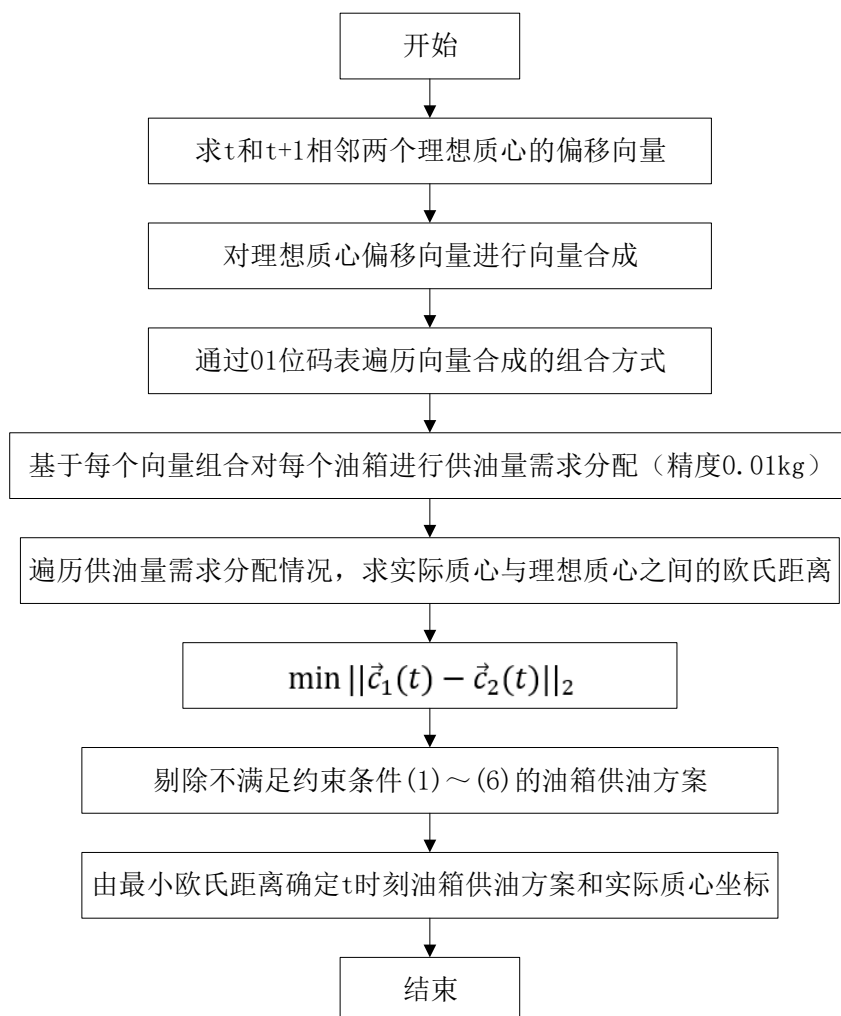 开始
求t和t+1相邻两个理想质心的偏移向量
对理想质心偏移向量进行向量合成
通过01位码表遍历向量合成的组合方式
基于每个向量组合对每个油箱进行供油量需求分配（精度0.01kg）
遍历供油量需求分配情况，求实际质心与理想质心之间的欧氏距离
$\min ||\vec{c}_1(t) - \vec{c}_2(t)||_2$
剔除不满足约束条件(1)～(6)的油箱供油方案
由最小欧氏距离确定t时刻油箱供油方案和实际质心坐标
结束